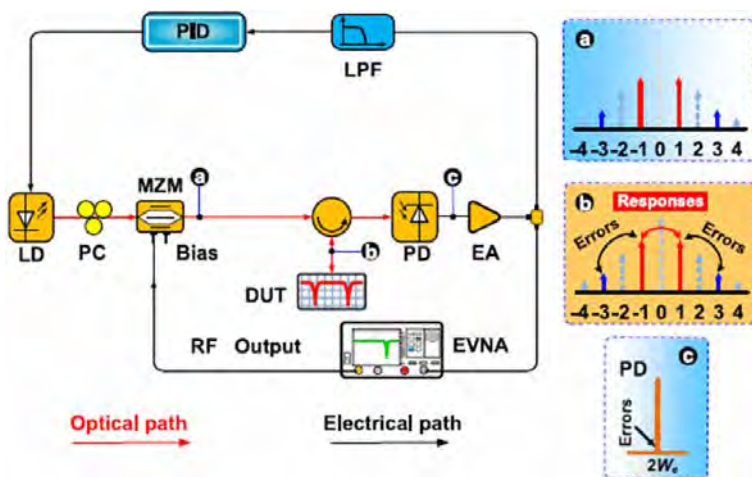 PID
LPF
MZM
a
c
LD
PC
Bias
b
PD
EA
DUT
RF Output
EVNA
Optical path
Electrical path
a
-4 -3 -2 -1 0 1 2 3 4
b
Responses
Errors
Errors
-4 -3 -2 -1 0 1 2 3 4
c
PD
Errors
2Wₑ